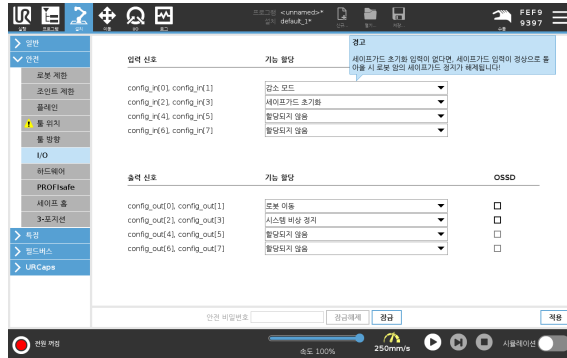 프로그램 <unnamed>*
설치 default_1*
FEF9
9397
설정
프로그램
설치
이동
I/O
로그
신규...
열기...
저장...
수동
일반
안전
로봇 제한
조인트 제한
플레인
툴 위치
툴 방향
I/O
하드웨어
PROFIsafe
세이프 홈
3-포지션
특징
필드버스
URCaps
경고
세이프가드 초기화 입력이 없다면, 세이프가드 입력이 정상으로 돌
아올 시 로봇 암의 세이프가드 정지가 해제됩니다!
입력 신호 기능 할당
config_in[0], config_in[1] 감소 모드
config_in[2], config_in[3] 세이프가드 초기화
config_in[4], config_in[5] 할당되지 않음
config_in[6], config_in[7] 할당되지 않음
출력 신호 기능 할당 OSSD
config_out[0], config_out[1] 로봇 이동
config_out[2], config_out[3] 시스템 비상 정지
config_out[4], config_out[5] 할당되지 않음
config_out[6], config_out[7] 할당되지 않음
안전 비밀번호 잠금해제 잠금 적용
전원 꺼짐
속도 100%
250mm/s
시뮬레이션